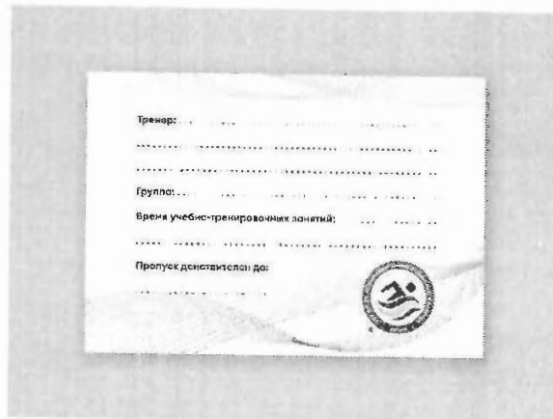 Тренер:
Группа:
Время учебно-тренировочных занятий:
Пропуск действителен до: